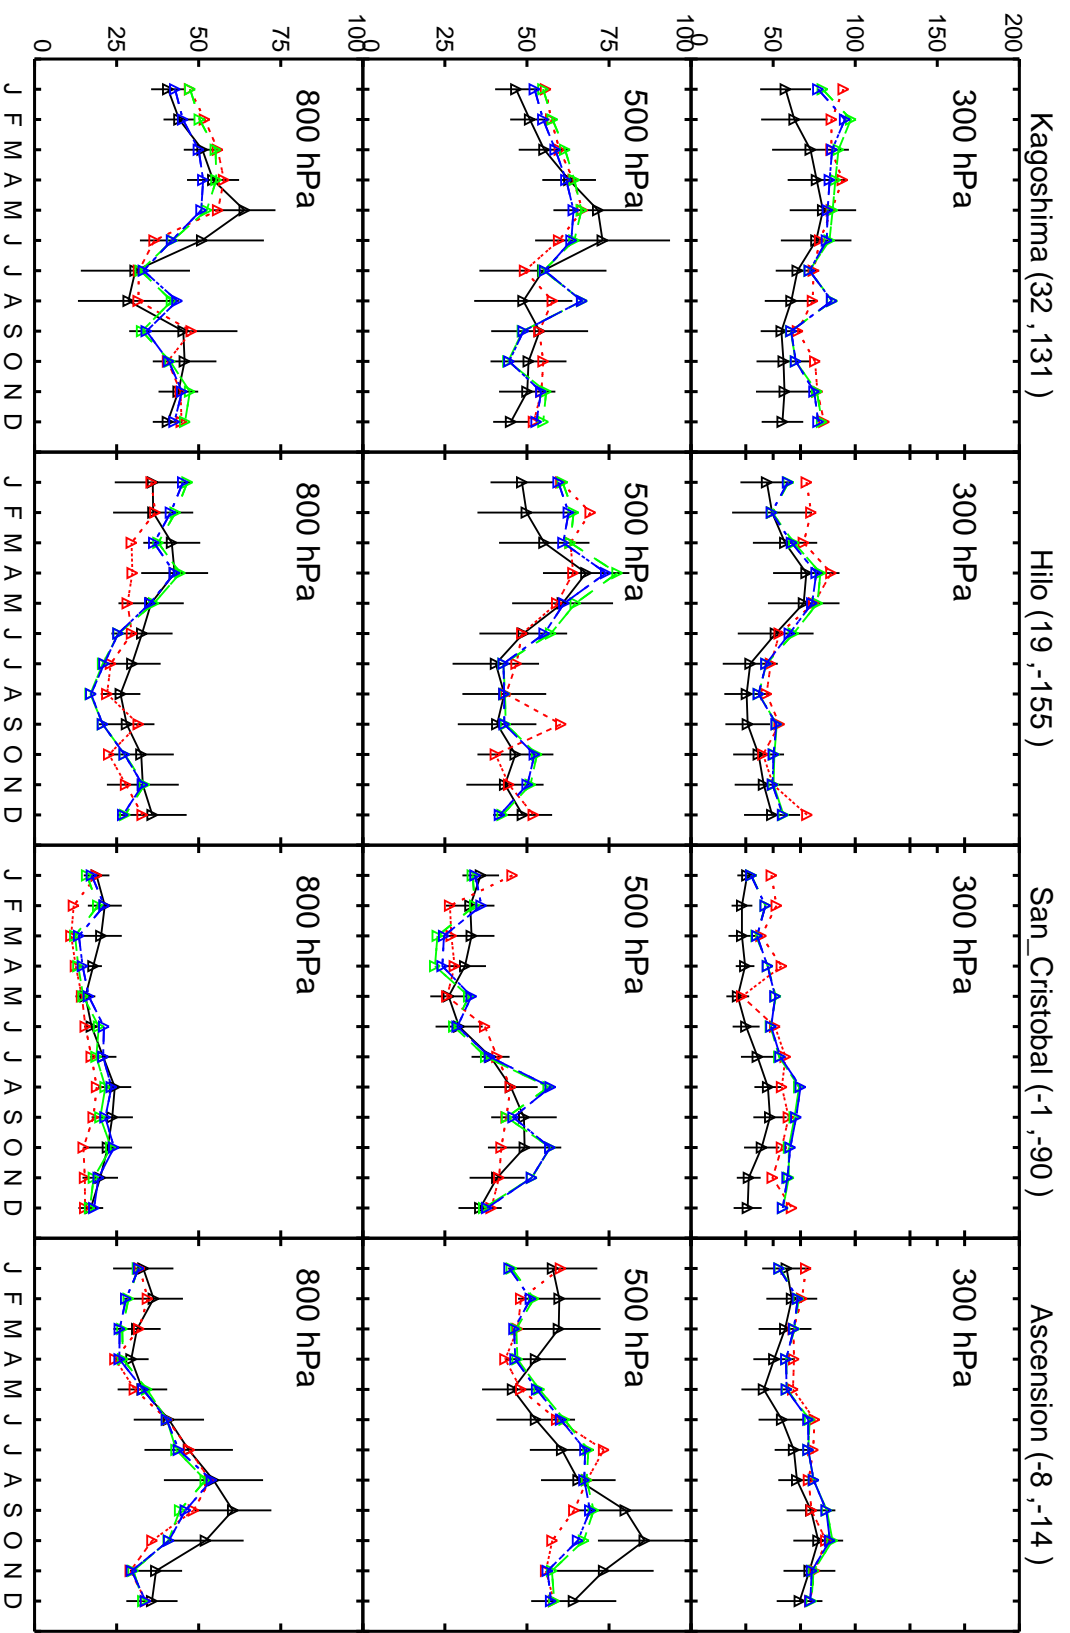 Kagoshima (32 ,131 )
Hilo (19 ,-155 )
San_Cristobal (-1 ,-90 )
Ascension (-8 ,-14 )
200
150
100
50
0
300 hPa
300 hPa
300 hPa
300 hPa
100
75
50
25
0
500 hPa
500 hPa
500 hPa
500 hPa
100
75
50
25
0
800 hPa
800 hPa
800 hPa
800 hPa
J F M A M J J A S O N D
J F M A M J J A S O N D
J F M A M J J A S O N D
J F M A M J J A S O N D